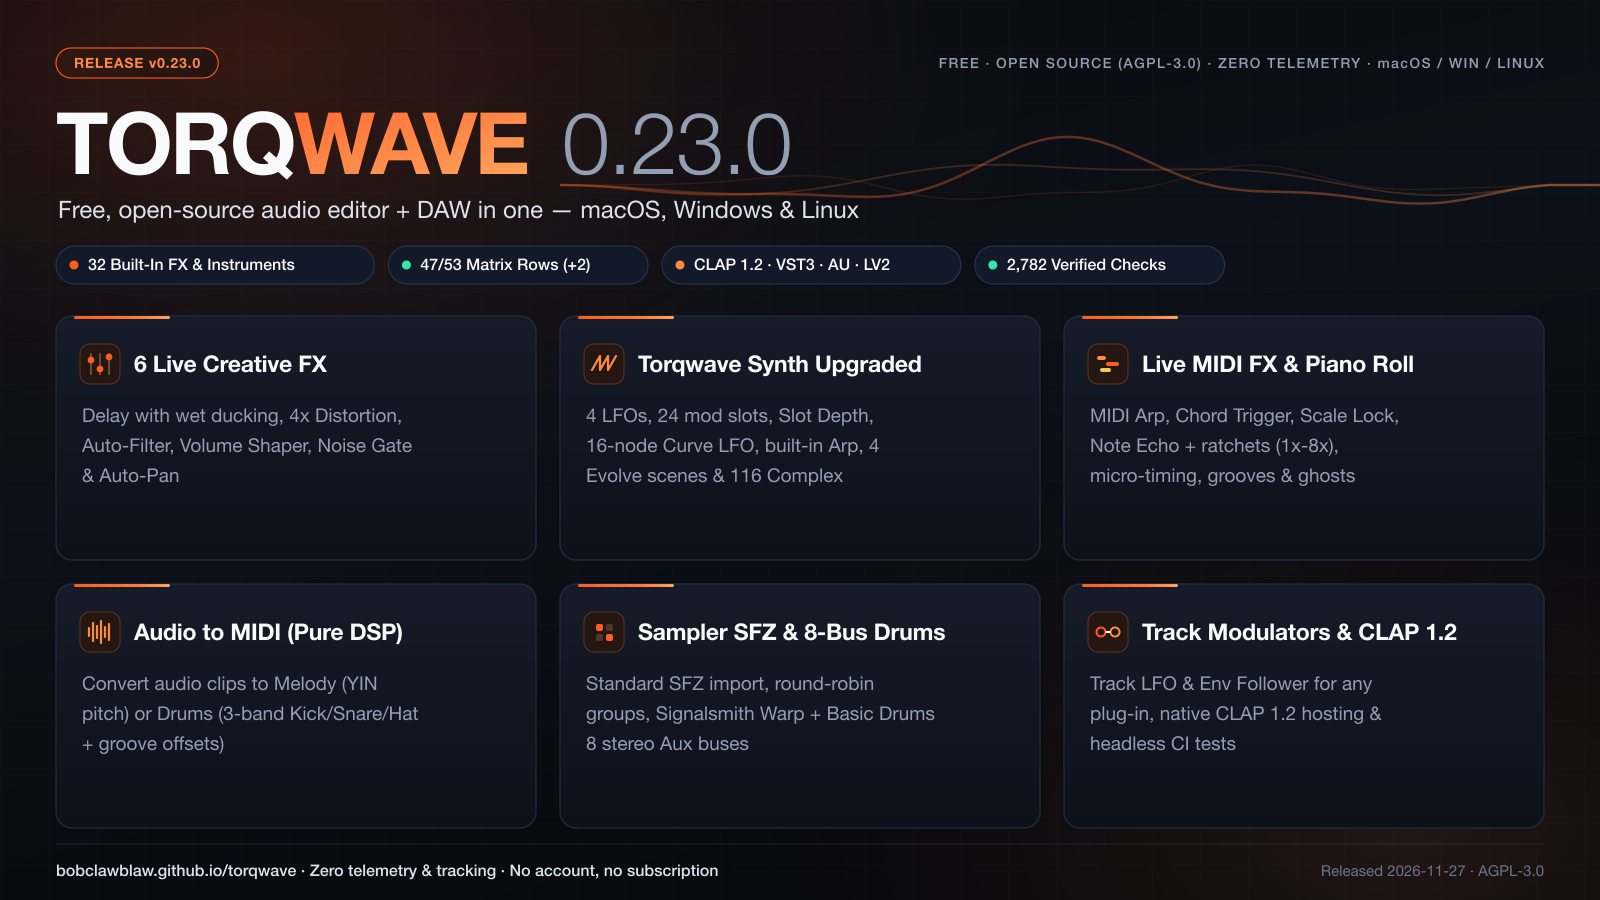 RELEASE v0.23.0
FREE · OPEN SOURCE (AGPL-3.0) · ZERO TELEMETRY · macOS / WIN / LINUX
TORQWAVE 0.23.0
Free, open-source audio editor + DAW in one — macOS, Windows & Linux
32 Built-In FX & Instruments
47/53 Matrix Rows (+2)
CLAP 1.2 · VST3 · AU · LV2
2,782 Verified Checks
6 Live Creative FX
Delay with wet ducking, 4x Distortion,
Auto-Filter, Volume Shaper, Noise Gate
& Auto-Pan
Torqwave Synth Upgraded
4 LFOs, 24 mod slots, Slot Depth,
16-node Curve LFO, built-in Arp, 4
Evolve scenes & 116 Complex
Live MIDI FX & Piano Roll
MIDI Arp, Chord Trigger, Scale Lock,
Note Echo + ratchets (1x-8x),
micro-timing, grooves & ghosts
Audio to MIDI (Pure DSP)
Convert audio clips to Melody (YIN
pitch) or Drums (3-band Kick/Snare/Hat
+ groove offsets)
Sampler SFZ & 8-Bus Drums
Standard SFZ import, round-robin
groups, Signalsmith Warp + Basic Drums
8 stereo Aux buses
Track Modulators & CLAP 1.2
Track LFO & Env Follower for any
plug-in, native CLAP 1.2 hosting &
headless CI tests
bobclawblaw.github.io/torqwave · Zero telemetry & tracking · No account, no subscription
Released 2026-11-27 · AGPL-3.0